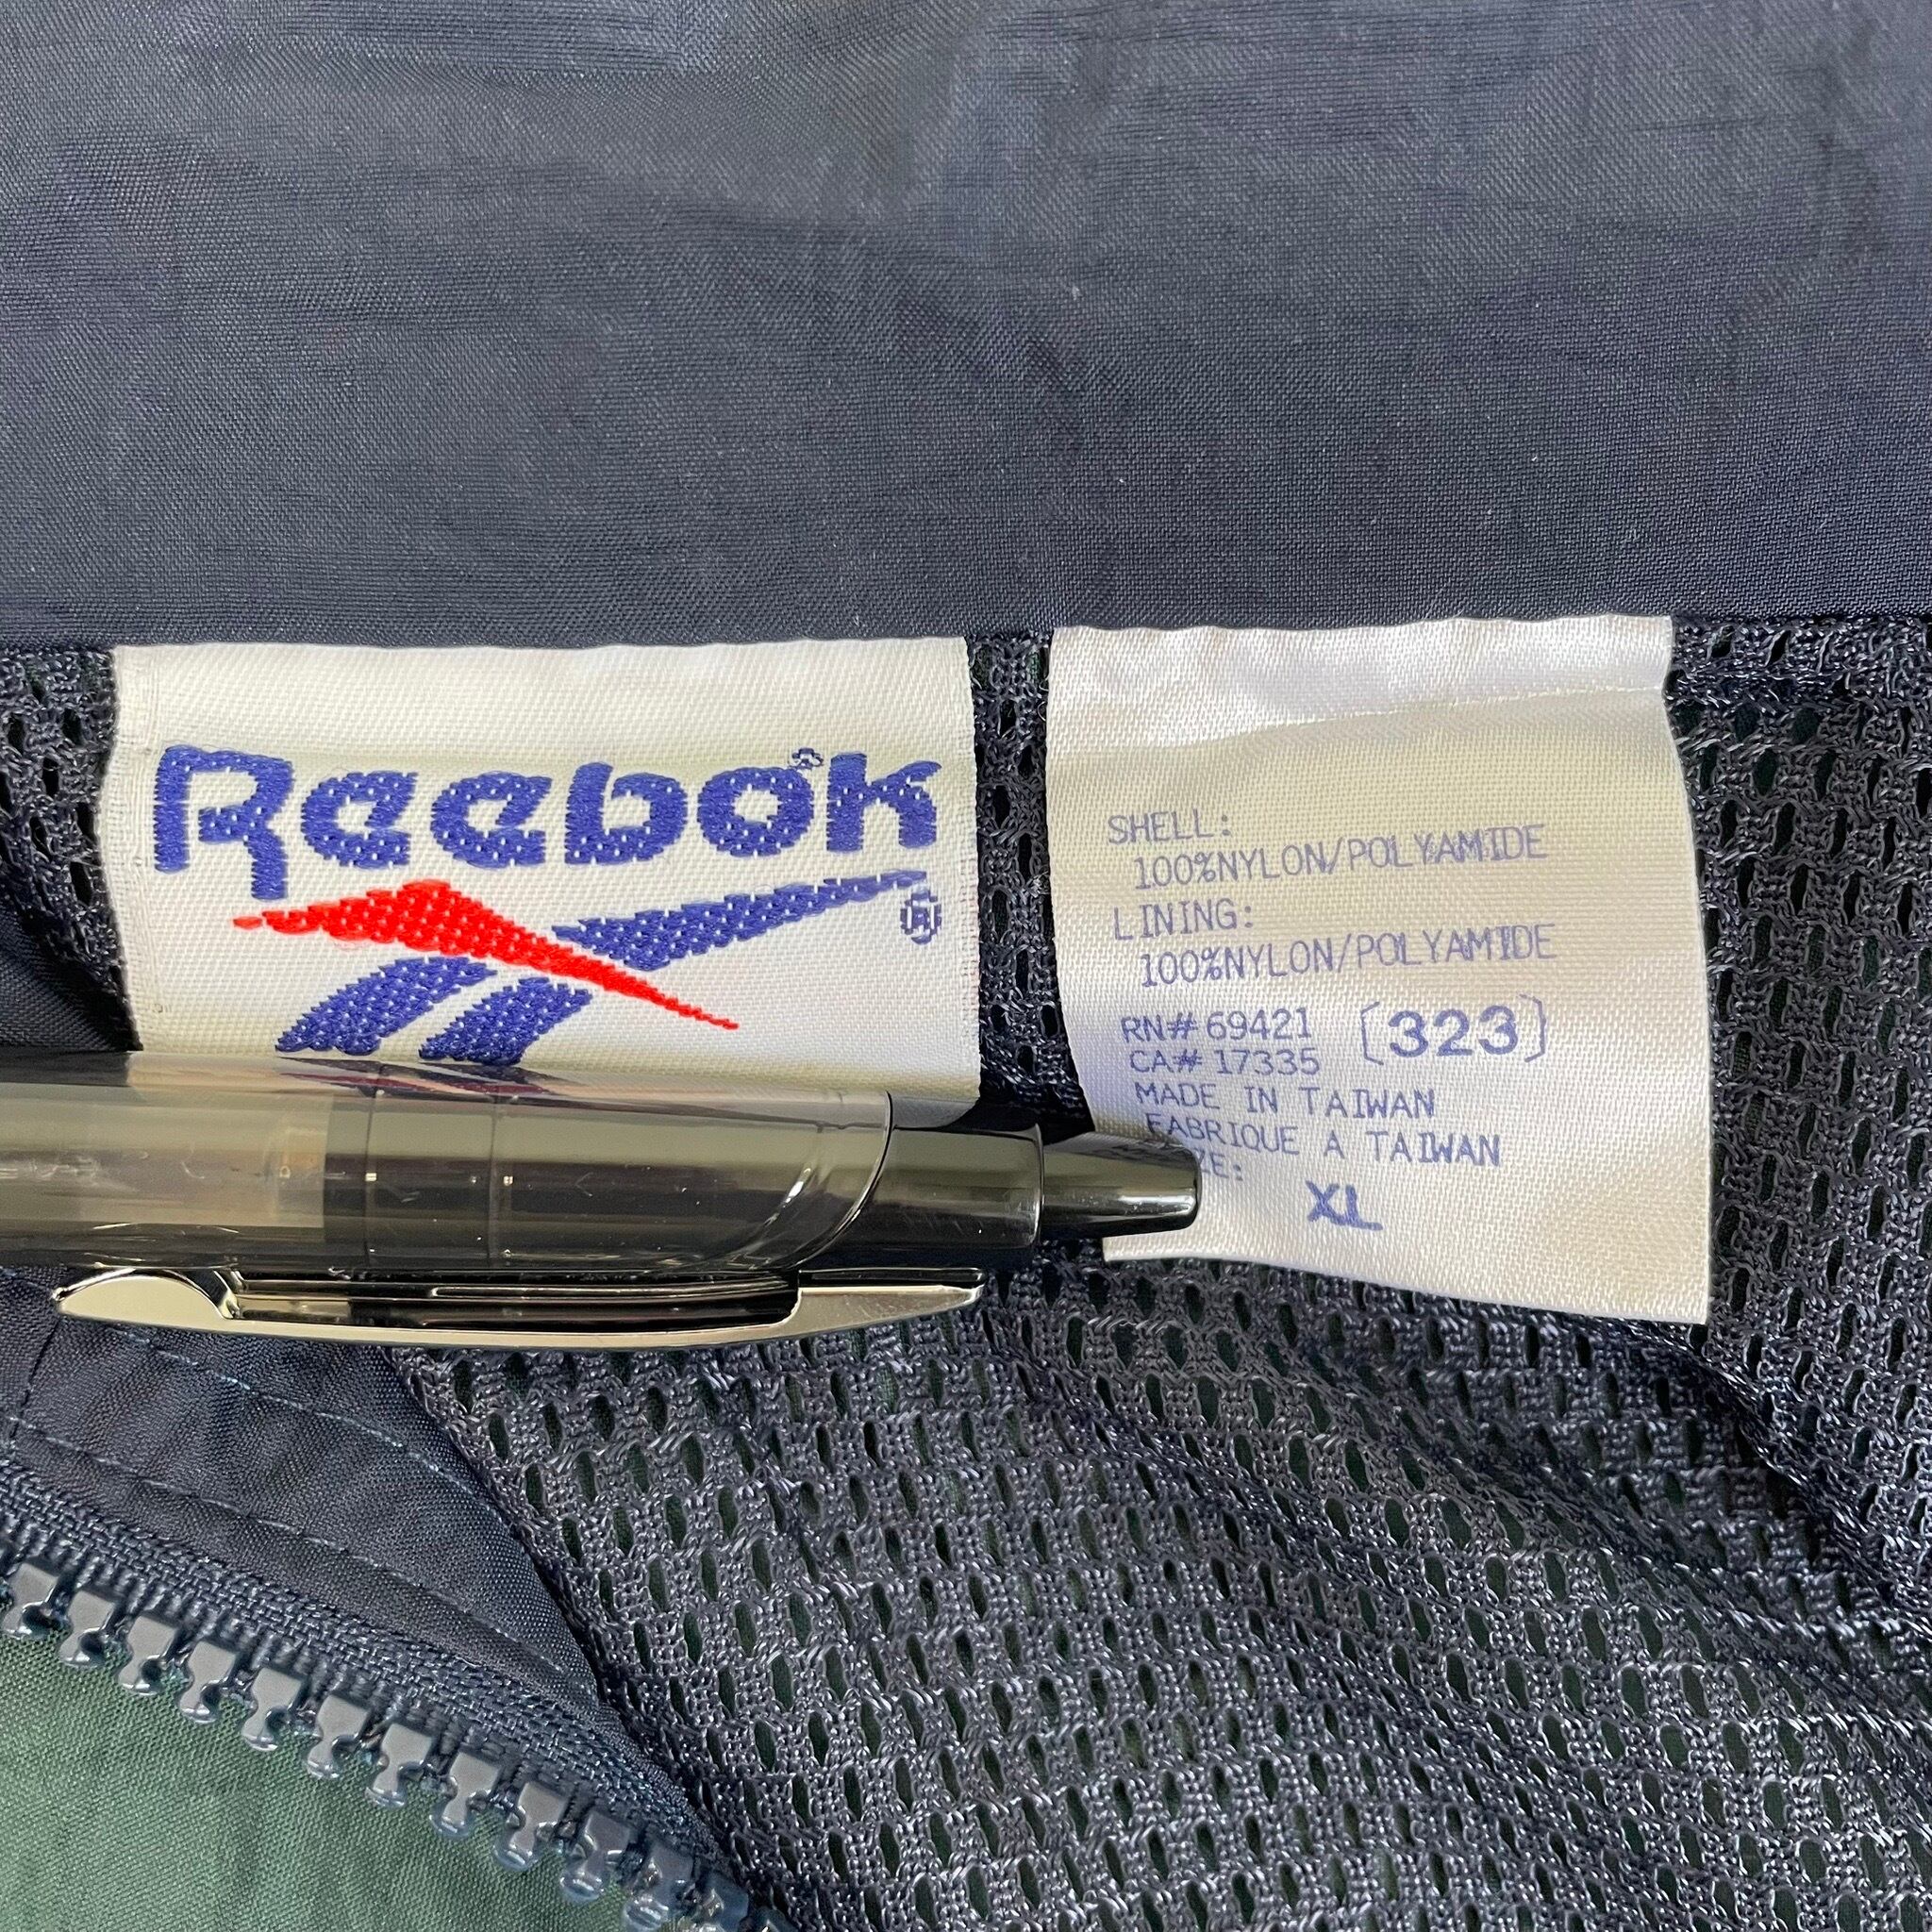 Reebok®
®
SHELL:
100%NYLON/POLYAMIDE
LINING:
100%NYLON/POLYAMIDE
RN# 69421 [323]
CA# 17335
MADE IN TAIWAN
FABRIQUE A TAIWAN
ZE:
XL